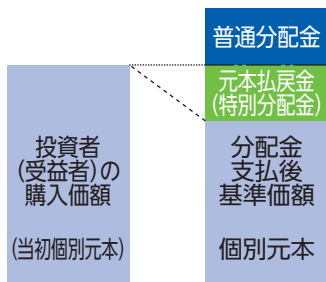 普通分配金
元本払戻金
(特別分配金)
投資者
(受益者)の
購入価額
(当初個別元本)
分配金
支払後
基準価額
個別元本